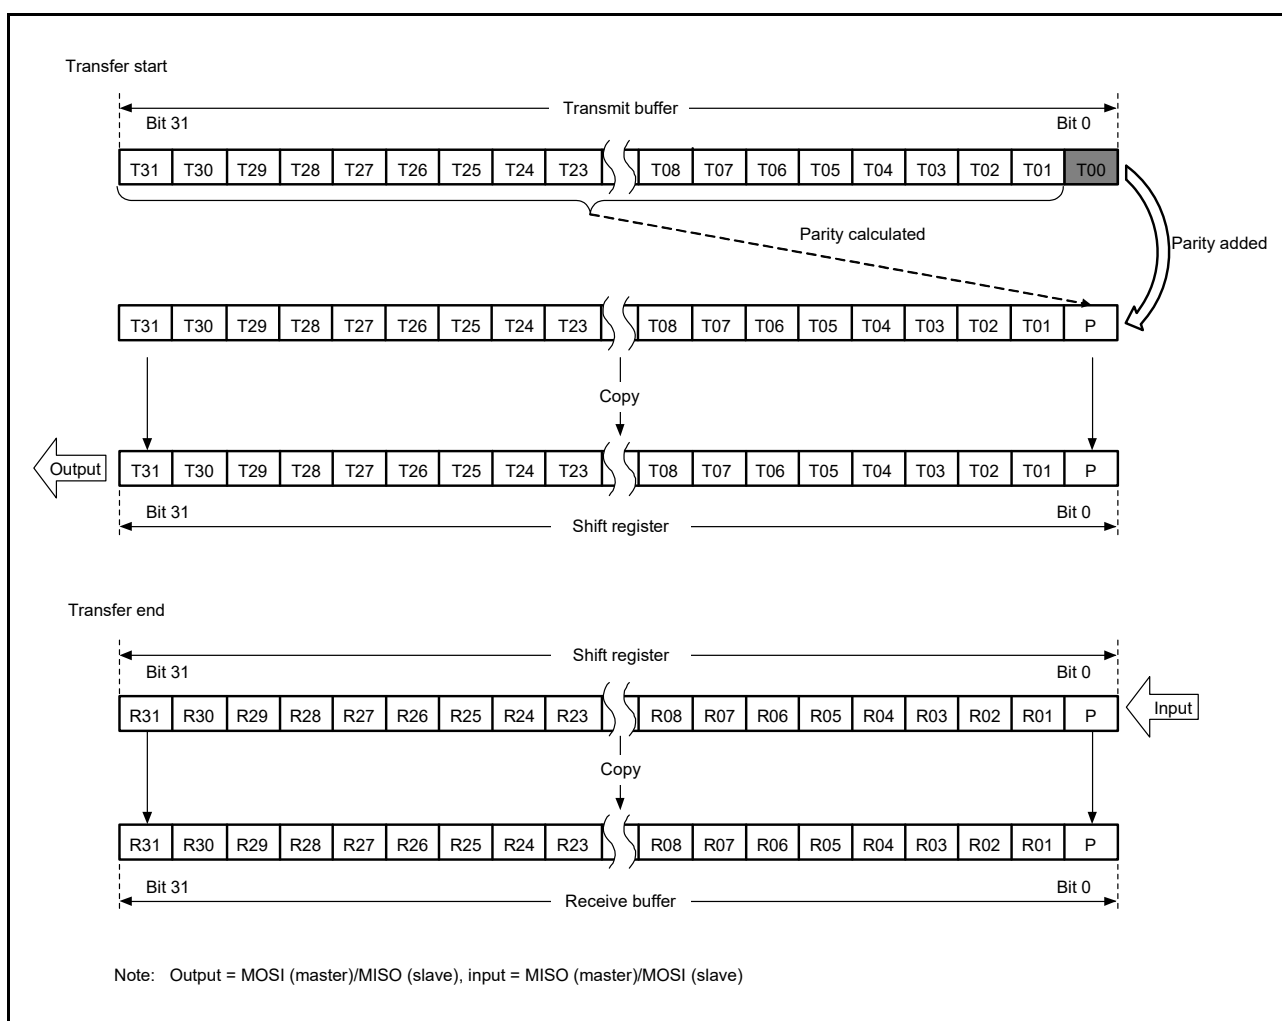 Transfer start
Transmit buffer
Bit 31 Bit 0
T31 T30 T29 T28 T27 T26 T25 T24 T23 T08 T07 T06 T05 T04 T03 T02 T01 T00
Parity calculated
Parity added
T31 T30 T29 T28 T27 T26 T25 T24 T23 T08 T07 T06 T05 T04 T03 T02 T01 P
Copy
Output T31 T30 T29 T28 T27 T26 T25 T24 T23 T08 T07 T06 T05 T04 T03 T02 T01 P
Bit 31 Bit 0
Shift register
Transfer end
Shift register
Bit 31 Bit 0
R31 R30 R29 R28 R27 R26 R25 R24 R23 R08 R07 R06 R05 R04 R03 R02 R01 P Input
Copy
R31 R30 R29 R28 R27 R26 R25 R24 R23 R08 R07 R06 R05 R04 R03 R02 R01 P
Bit 31 Bit 0
Receive buffer
Note: Output = MOSI (master)/MISO (slave), input = MISO (master)/MOSI (slave)